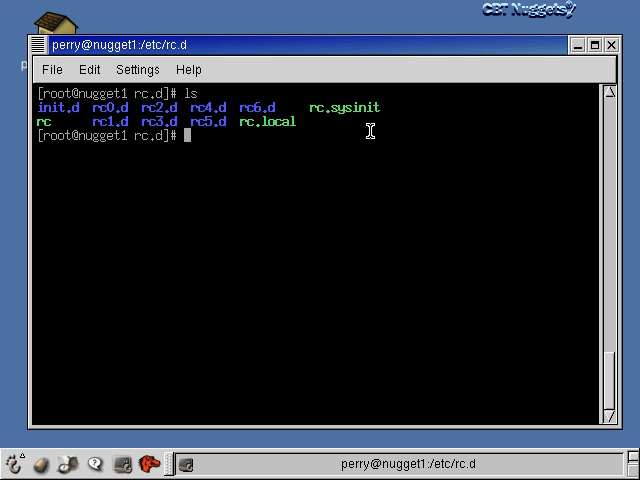 CBT Nuggets
p
perry@nugget1:/etc/rc.d
File Edit Settings Help
[root@nugget1 rc.d]# ls
init.d rc0.d rc2.d rc4.d rc6.d rc.sysinit
rc rc1.d rc3.d rc5.d rc.local
[root@nugget1 rc.d]#
perry@nugget1:/etc/rc.d